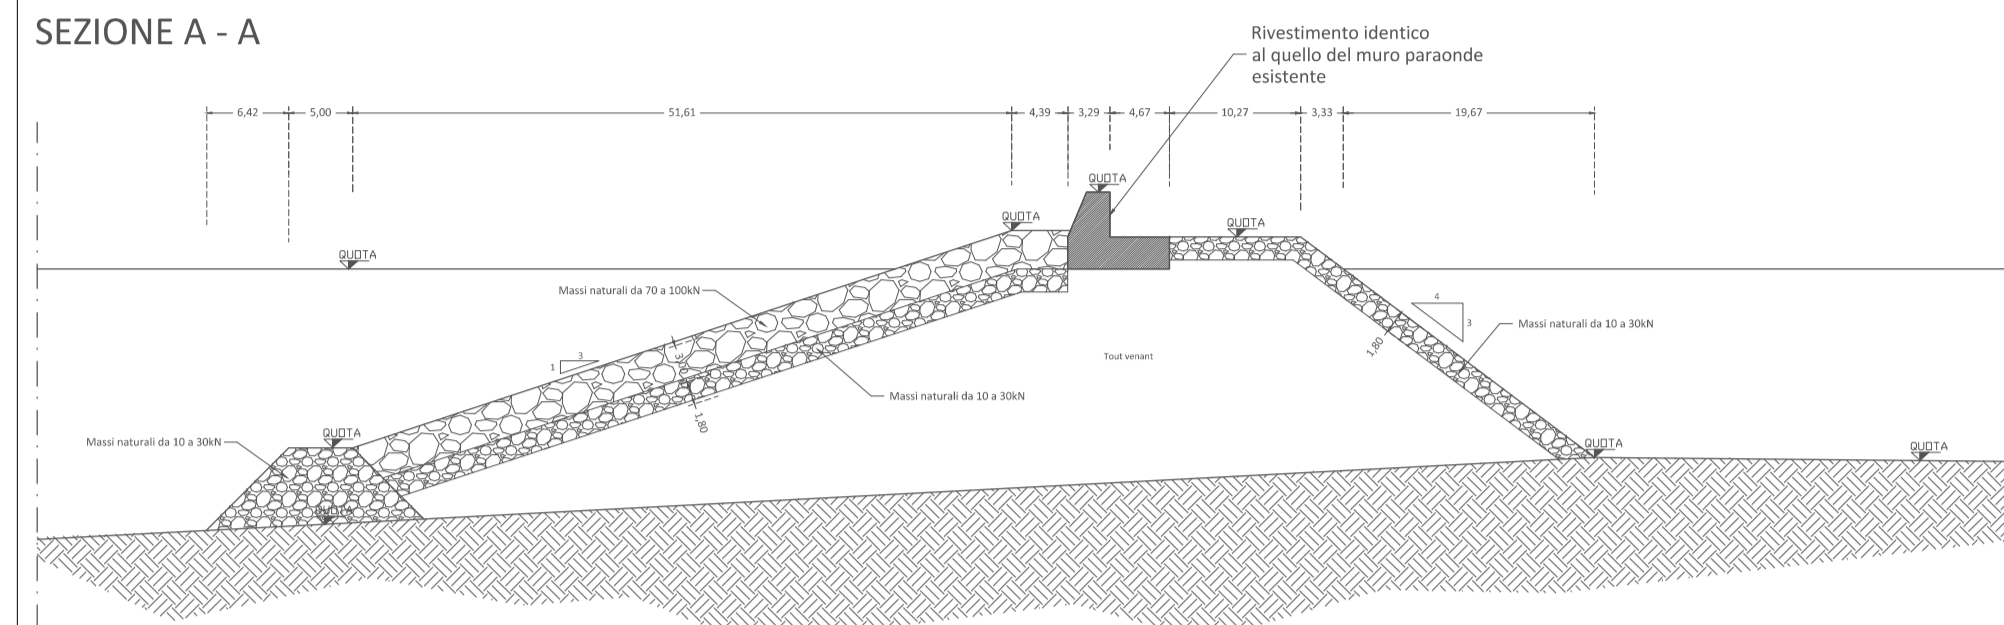 SEZIONE A - A
Rivestimento identico
al quello del muro paraonde
esistente
6,42
5,00
51,61
4,39
3,29
4,67
10,27
3,33
19,67
QUOTA
QUOTA
QUOTA
QUOTA
Massi naturali da 70 a 100kN
4
3
Massi naturali da 10 a 30kN
1,80
Tout venant
3
1
3,00
1,80
Massi naturali da 10 a 30kN
QUOTA
Massi naturali da 10 a 30kN
QUOTA
QUOTA
QUOTA